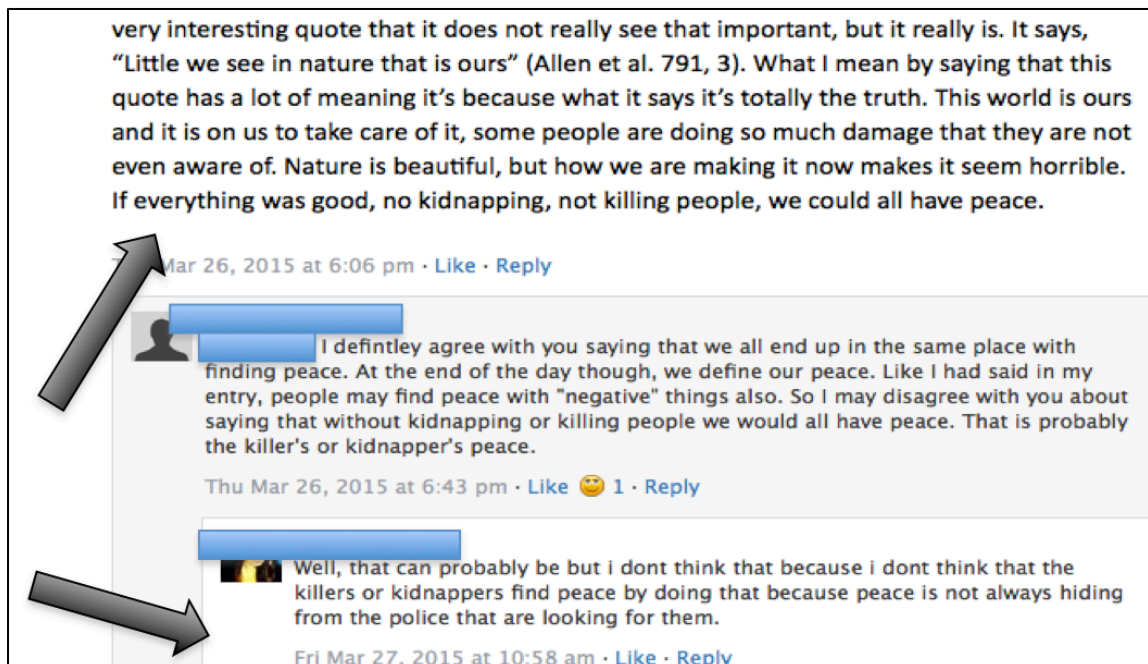 very interesting quote that it does not really see that important, but it really is. It says,
“Little we see in nature that is ours” (Allen et al. 791, 3). What I mean by saying that this
quote has a lot of meaning it’s because what it says it’s totally the truth. This world is ours
and it is on us to take care of it, some people are doing so much damage that they are not
even aware of. Nature is beautiful, but how we are making it now makes it seem horrible.
If everything was good, no kidnapping, not killing people, we could all have peace.
Mar 26, 2015 at 6:06 pm · Like · Reply
I defintley agree with you saying that we all end up in the same place with
finding peace. At the end of the day though, we define our peace. Like I had said in my
entry, people may find peace with "negative" things also. So I may disagree with you about
saying that without kidnapping or killing people we would all have peace. That is probably
the killer's or kidnapper's peace.
Thu Mar 26, 2015 at 6:43 pm · Like 1 · Reply
Well, that can probably be but i dont think that because i dont think that the
killers or kidnappers find peace by doing that because peace is not always hiding
from the police that are looking for them.
Fri Mar 27, 2015 at 10:58 am · Like · Reply